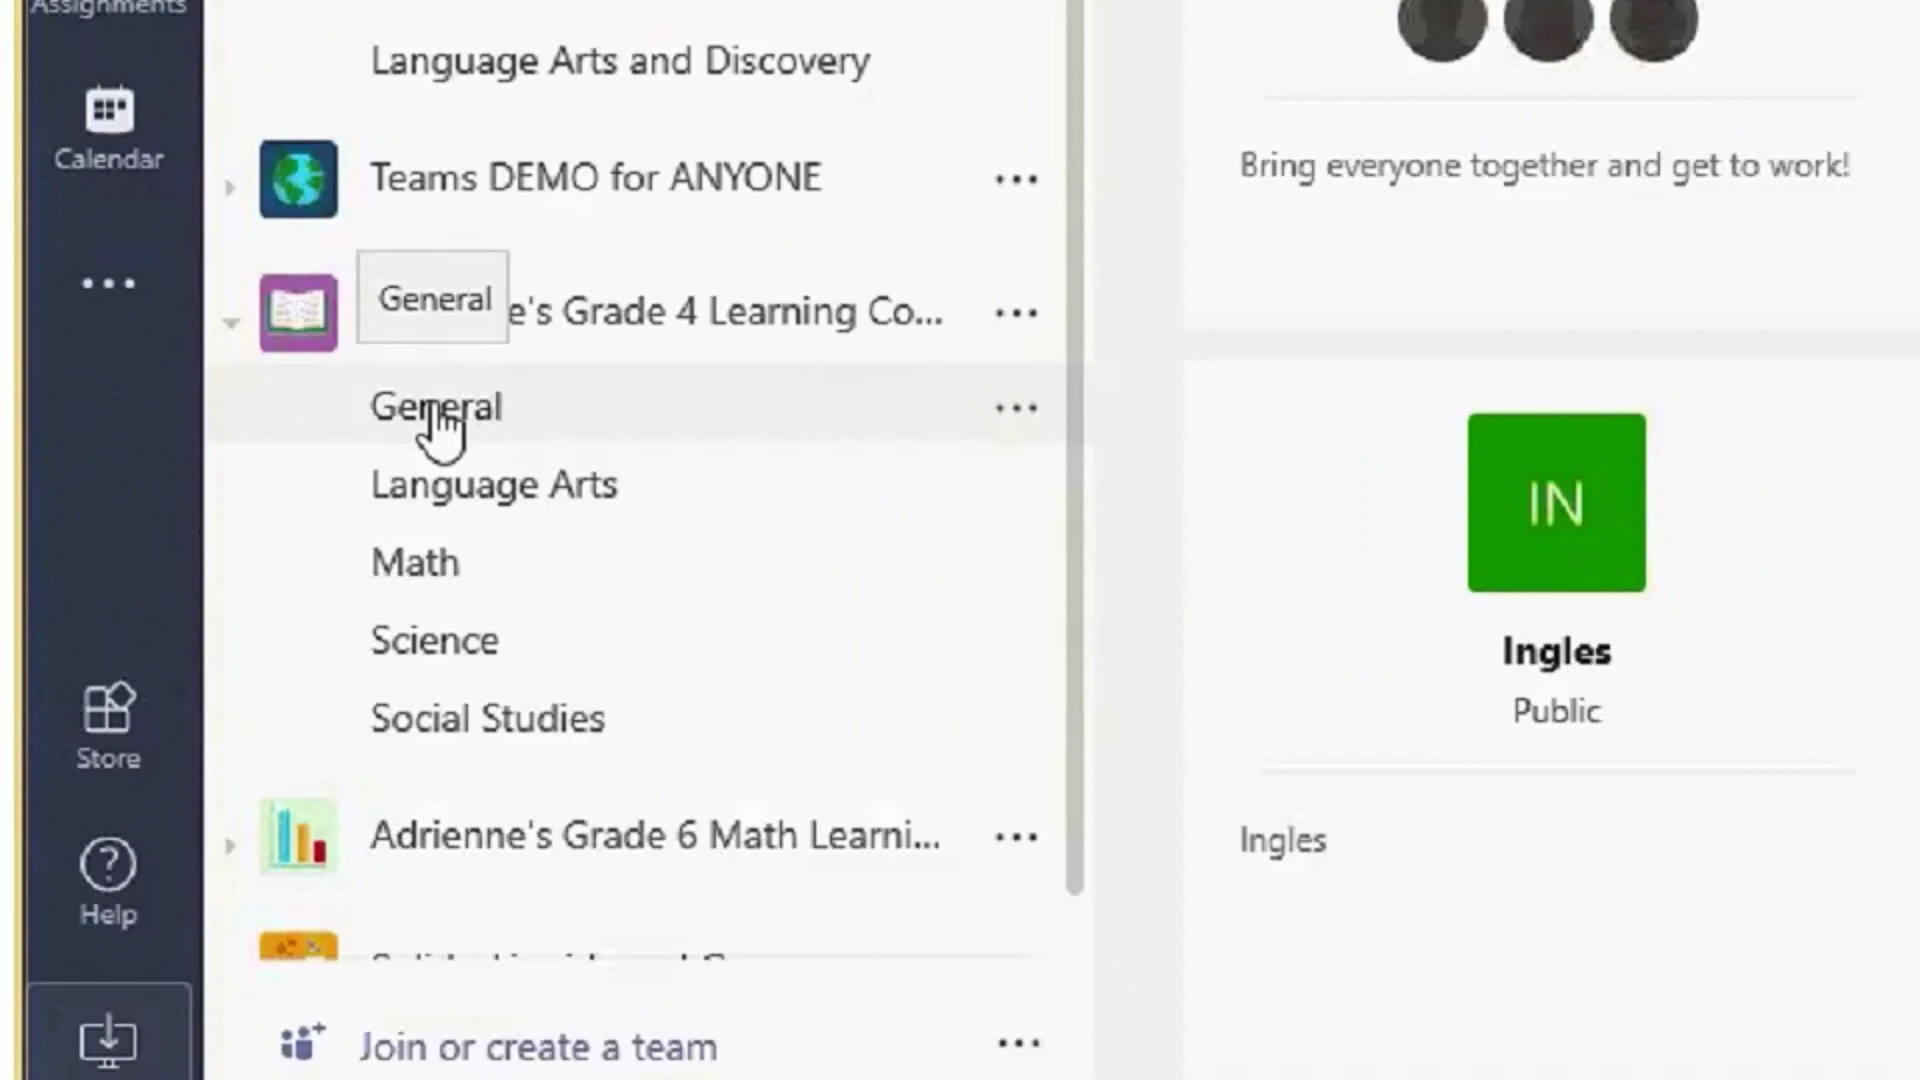 Assignments
Calendar
Store
Help
Language Arts and Discovery
Teams DEMO for ANYONE
General
e's Grade 4 Learning Co...
General
Language Arts
Math
Science
Social Studies
Adrienne's Grade 6 Math Learni...
Join or create a team
Bring everyone together and get to work!
IN
Ingles
Public
Ingles